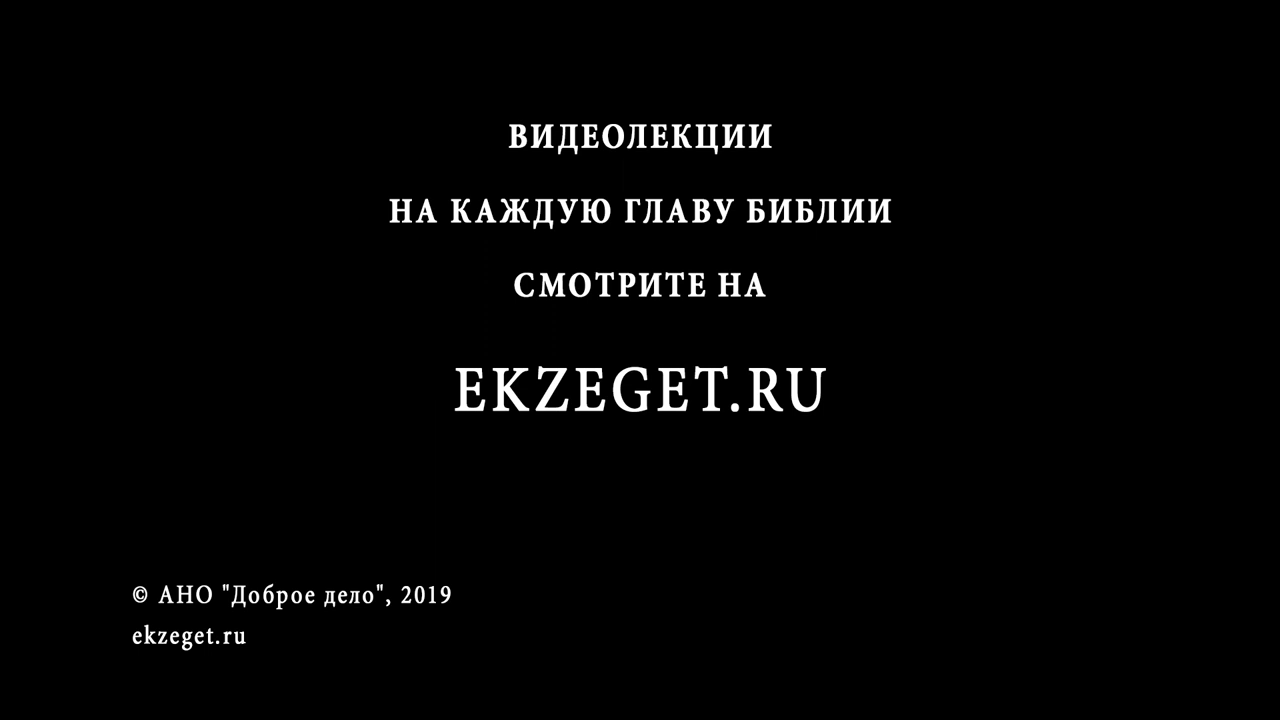 ВИДЕОЛЕКЦИИ
НА КАЖДУЮ ГЛАВУ БИБЛИИ
СМОТРИТЕ НА
EKZEGET.RU
© АНО "Доброе дело", 2019
ekzeget.ru